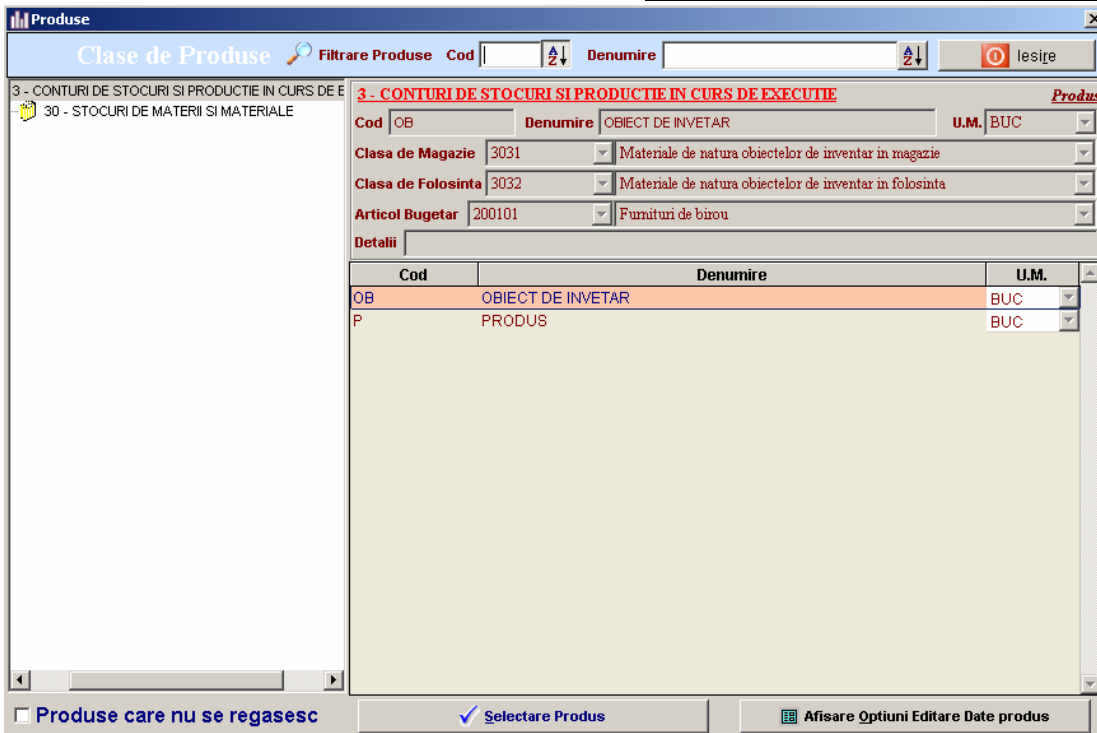 Produse
Clase de Produse Filtrare Produse Cod Denumire Iesire
3 - CONTURI DE STOCURI SI PRODUCTIE IN CURS DE E
30 - STOCURI DE MATERII SI MATERIALE
3 - CONTURI DE STOCURI SI PRODUCTIE IN CURS DE EXECUTIE Produs
Cod OB Denumire OBIECT DE INVETAR U.M. BUC
Clasa de Magazie 3031 Materiale de natura obiectelor de inventar in magazie
Clasa de Folosinta 3032 Materiale de natura obiectelor de inventar in folosinta
Articol Bugetar 200101 Furnituri de birou
Detalii
Cod Denumire U.M.
OB OBIECT DE INVETAR BUC
P PRODUS BUC
Produse care nu se regasesc Selectare Produs Afisare Optiuni Editare Date produs